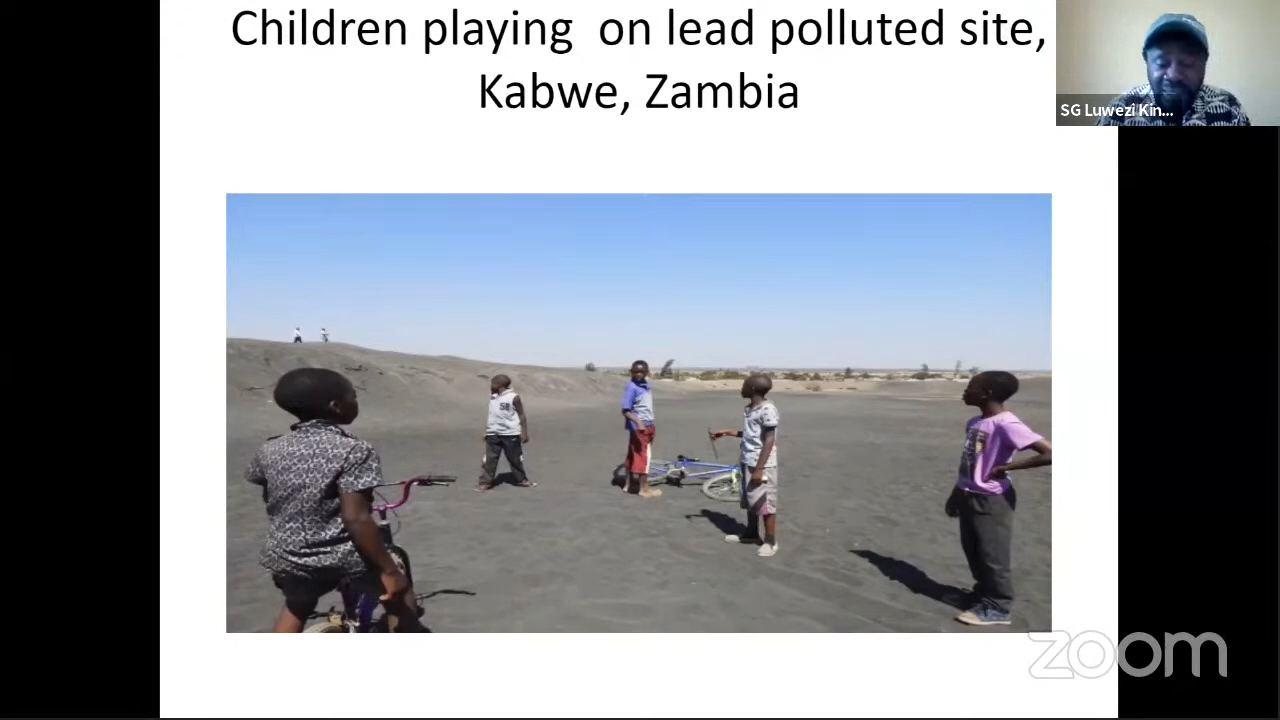 Children playing  on lead polluted site,
Kabwe, Zambia
SG Luwezi Kin...
zoom